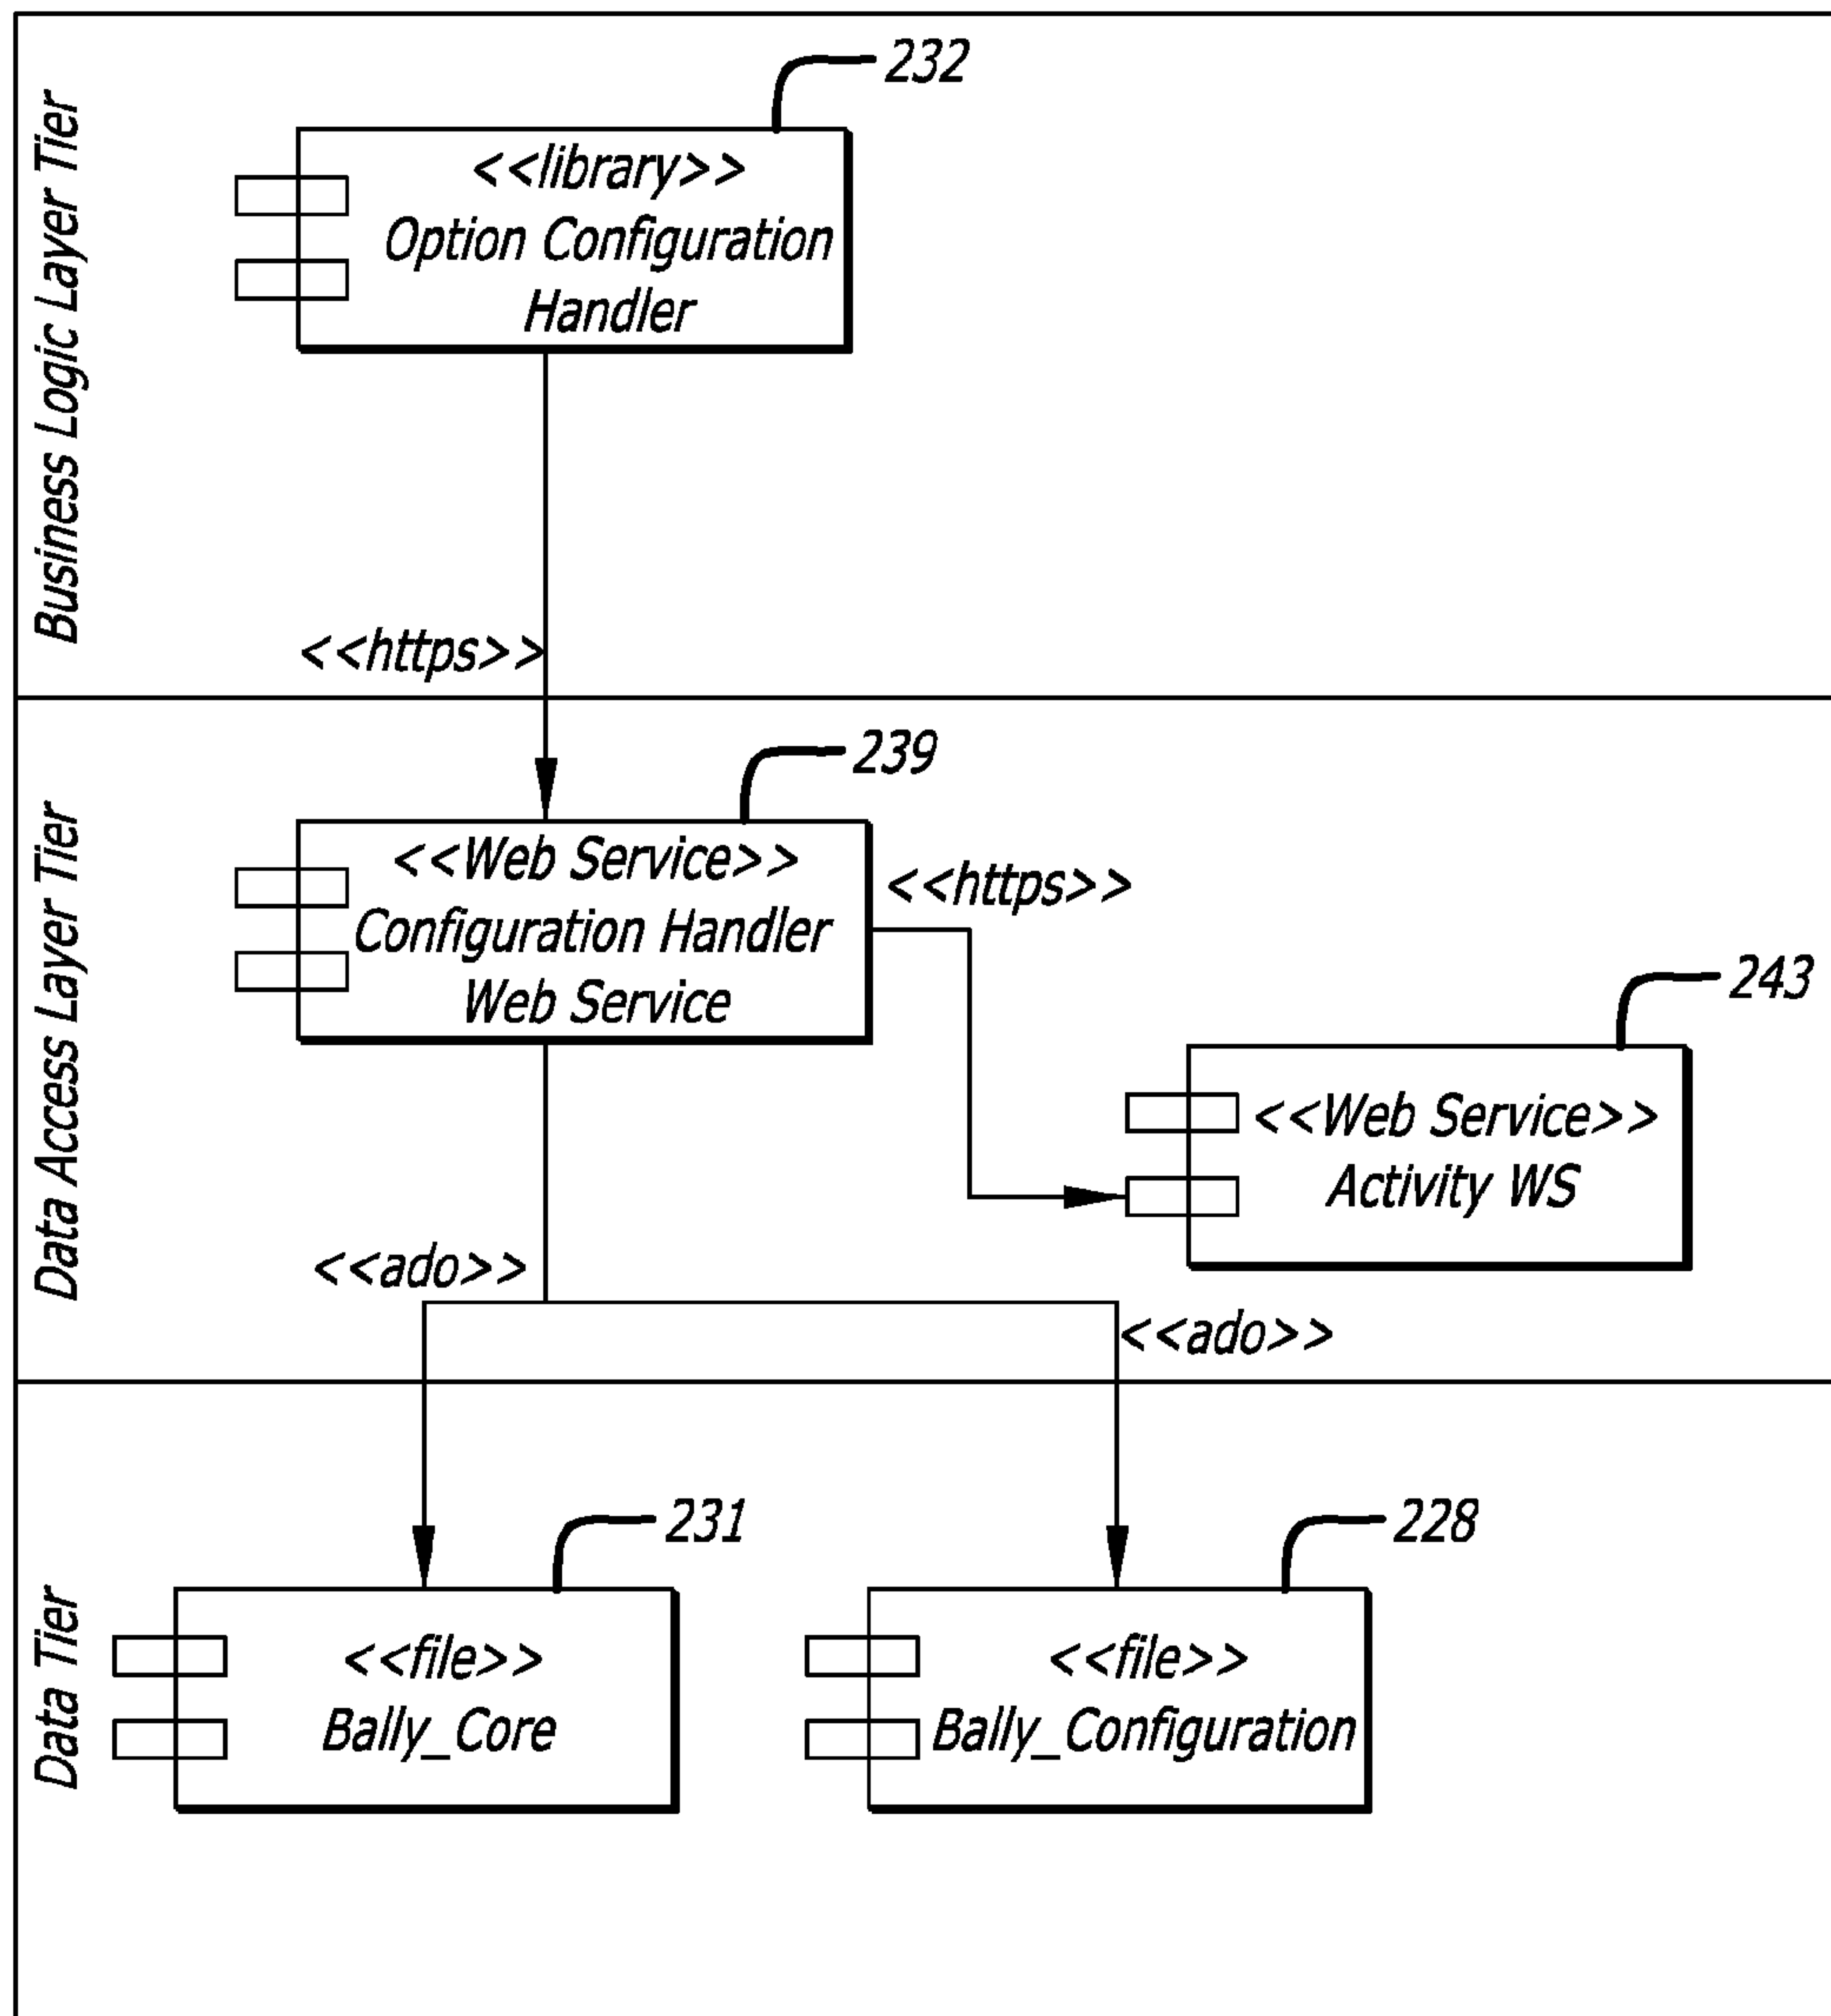 Business Logic Layer Tier
232
<<library>>
Option Configuration
Handler
<<https>>
Data Access Layer Tier
239
<<Web Service>>
Configuration Handler
Web Service
<<https>>
243
<<Web Service>>
Activity WS
<<ado>>
<<ado>>
Data Tier
231
<<file>>
Bally_Core
228
<<file>>
Bally_Configuration